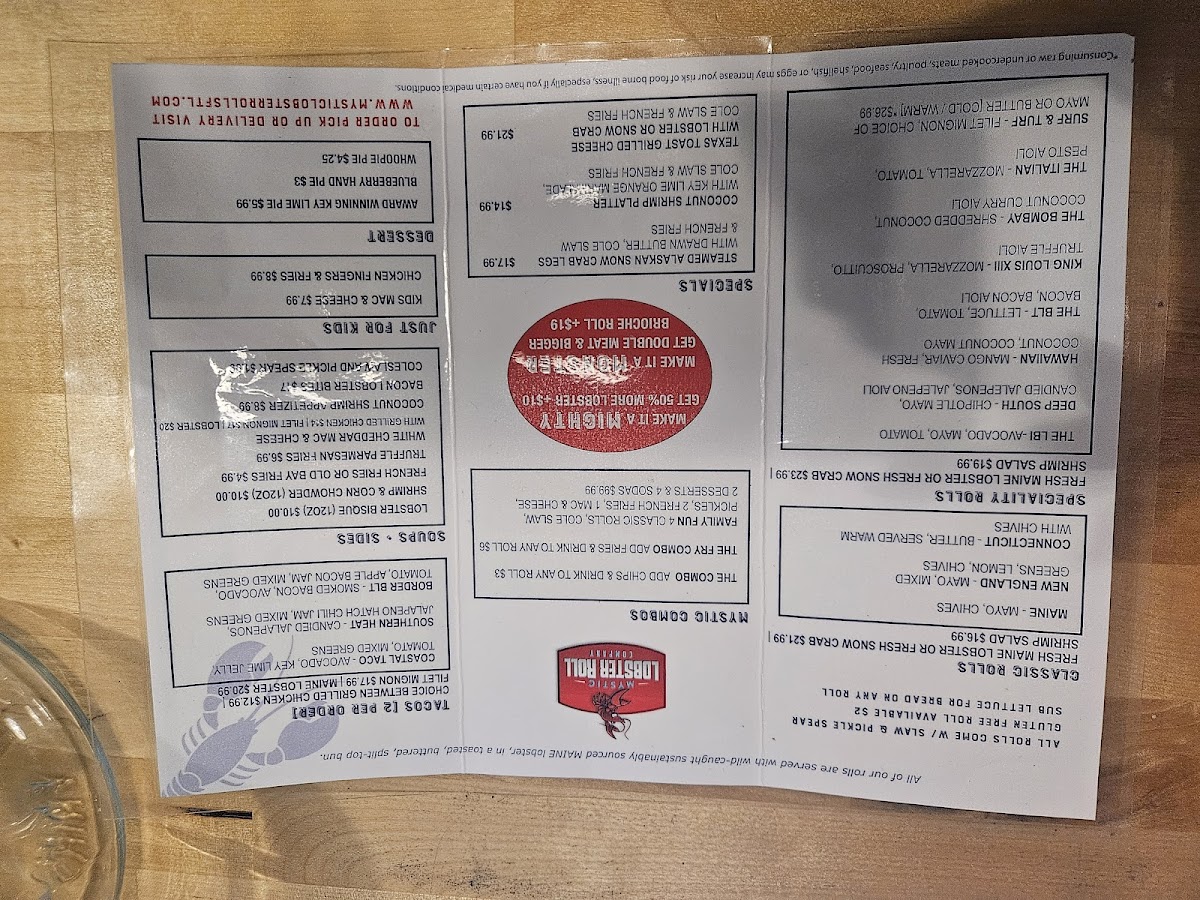 All of our rolls are served with wild-caught sustainably sourced MAINE lobster, in a toasted, buttered, split-top bun.
ALL ROLLS COME W/ SLAW & PICKLE SPEAR
GLUTEN FREE ROLL AVAILABLE $2
SUB LETTUCE FOR BREAD ON ANY ROLL
CLASSIC ROLLS
FRESH MAINE LOBSTER OR FRESH SNOW CRAB $21.99 |
SHRIMP SALAD $16.99
MAINE - MAYO, CHIVES
NEW ENGLAND - MAYO, MIXED
GREENS, LEMON, CHIVES
CONNECTICUT - BUTTER, SERVED WARM
WITH CHIVES
SPECIALITY ROLLS
FRESH MAINE LOBSTER OR FRESH SNOW CRAB $23.99 |
SHRIMP SALAD $19.99
THE LBI-AVOCADO, MAYO, TOMATO
DEEP SOUTH - CHIPOTLE MAYO,
CANDIED JALEPENOS, JALEPENO AIOLI
HAWAIIAN - MANGO CAVIAR, FRESH
COCONUT, COCONUT MAYO
THE BLT - LETTUCE, TOMATO,
BACON, BACON AIOLI
KING LOUIS XIII - MOZZARELLA, PROSCUITTO,
TRUFFLE AIOLI
THE BOMBAY - SHREDDED COCONUT,
COCONUT CURRY AIOLI
THE ITALIAN - MOZZARELLA, TOMATO,
PESTO AIOLI
SURF & TURF - FILET MIGNON, CHOICE OF
MAYO OR BUTTER [COLD / WARM] *$26.99
MYSTIC
LOBSTER ROLL
COMPANY
MYSTIC COMBOS
THE COMBO ADD CHIPS & DRINK TO ANY ROLL $3
THE FRY COMBO ADD FRIES & DRINK TO ANY ROLL $6
FAMILY FUN 4 CLASSIC ROLLS, COLE SLAW,
PICKLES, 2 FRENCH FRIES, 1 MAC & CHEESE,
2 DESSERTS & 4 SODAS $99.99
MAKE IT A MIGHTY
GET 50% MORE LOBSTER +$10
MAKE IT A MONSTER
GET DOUBLE MEAT & BIGGER
BRIOCHE ROLL +$19
SPECIALS
STEAMED ALASKAN SNOW CRAB LEGS $17.99
WITH DRAWN BUTTER, COLE SLAW
& FRENCH FRIES
COCONUT SHRIMP PLATTER $14.99
WITH KEY LIME ORANGE MARMALADE,
COLE SLAW & FRENCH FRIES
TEXAS TOAST GRILLED CHEESE
WITH LOBSTER OR SNOW CRAB $21.99
COLE SLAW & FRENCH FRIES
TACOS [2 PER ORDER]
CHOICE BETWEEN GRILLED CHICKEN $12.99 |
FILET MIGNON $17.99 | MAINE LOBSTER $20.99
COASTAL TACO - AVOCADO, KEY LIME JELLY,
TOMATO, MIXED GREENS
SOUTHERN HEAT - CANDIED JALAPENOS,
JALAPENO HATCH CHILI JAM, MIXED GREENS
BORDER BLT - SMOKED BACON, AVOCADO,
TOMATO, APPLE BACON JAM, MIXED GREENS
SOUPS + SIDES
LOBSTER BISQUE (12OZ) $10.00
SHRIMP & CORN CHOWDER (12OZ) $10.00
FRENCH FRIES OR OLD BAY FRIES $4.99
TRUFFLE PARMESAN FRIES $6.99
WHITE CHEDDAR MAC & CHEESE
WITH GRILLED CHICKEN $14 | FILET MIGNON $17 | LOBSTER $20
COCONUT SHRIMP APPETIZER $8.99
BACON LOBSTER BITES $17
COLESLAW AND PICKLE SPEAR
JUST FOR KIDS
KIDS MAC & CHEESE $7.99
CHICKEN FINGERS & FRIES $8.99
DESSERT
AWARD WINNING KEY LIME PIE $5.99
BLUEBERRY HAND PIE $3
WHOOPIE PIE $4.25
TO ORDER PICK UP OR DELIVERY VISIT
WWW.MYSTICLOBSTERROLLSFTL.COM
*Consuming raw or undercooked meats, poultry, seafood, shellfish, or eggs may increase your risk of food borne illness, especially if you have certain medical conditions.